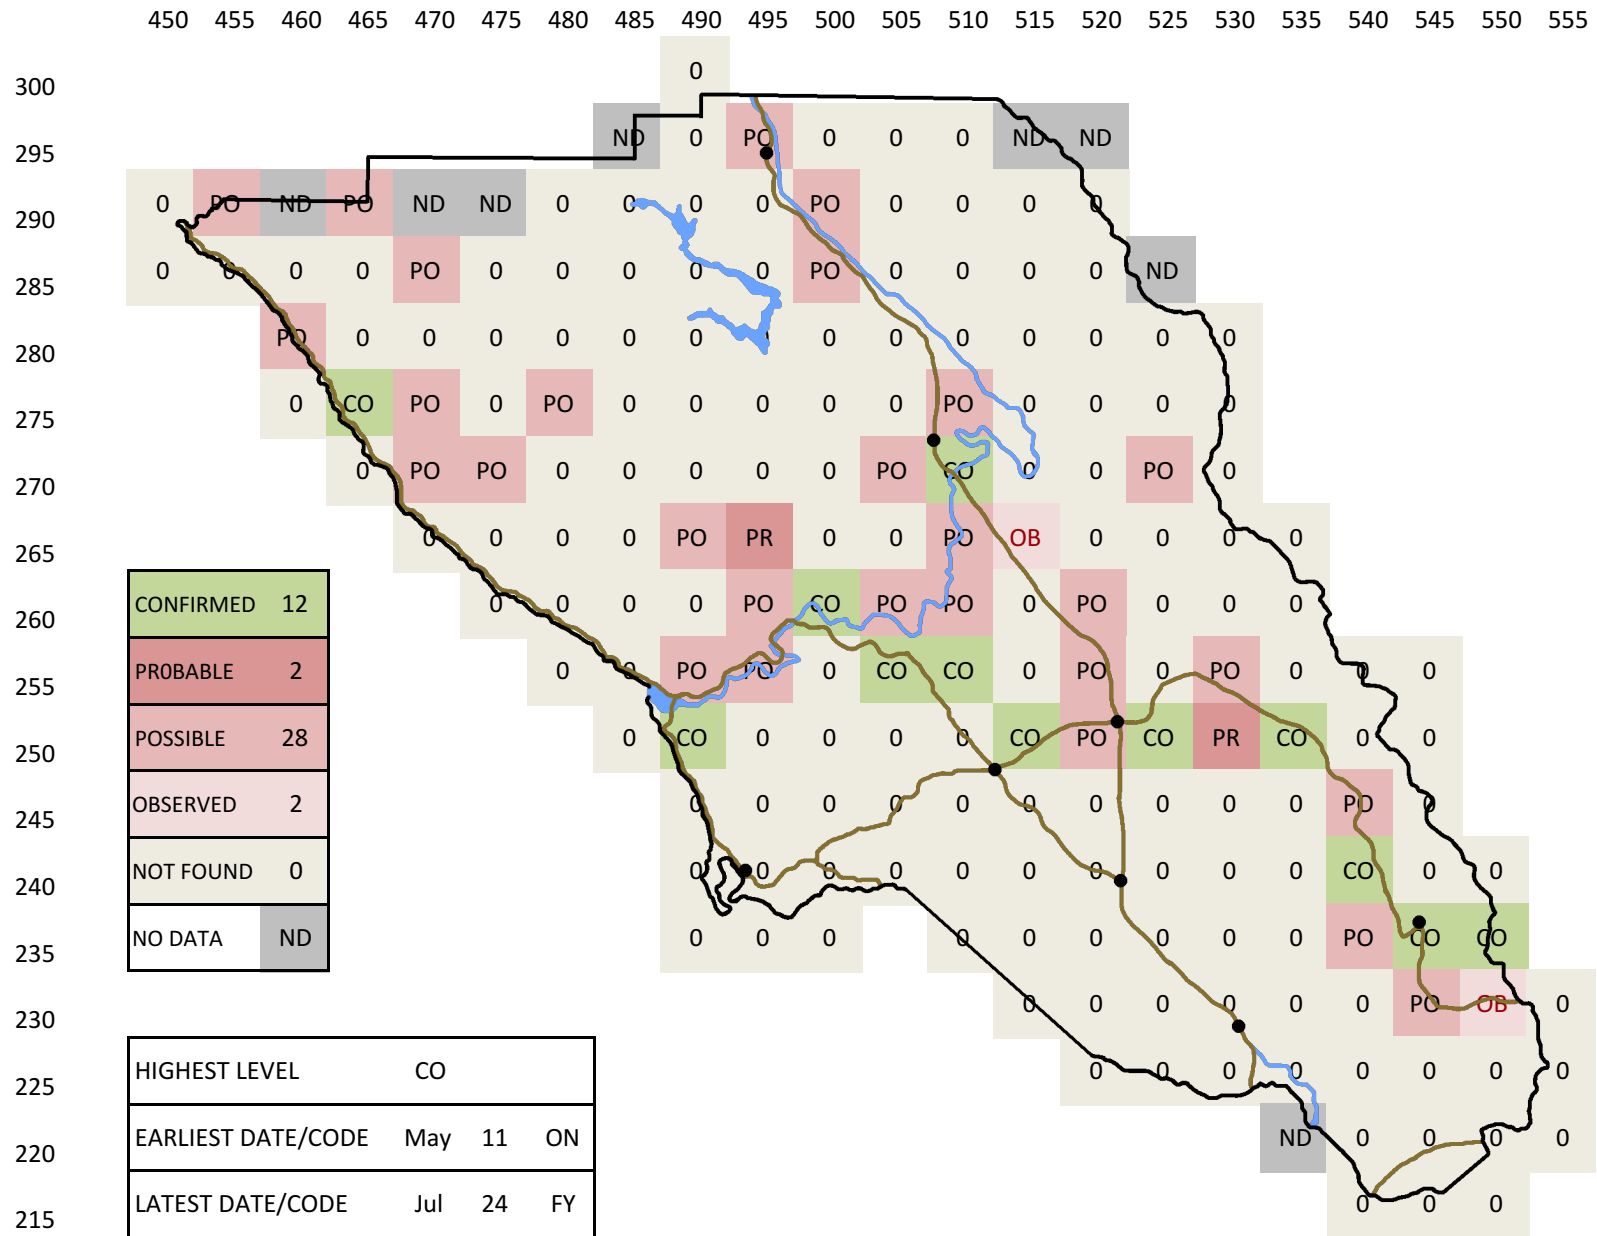 450 455 460 465 470 475 480 485 490 495 500 505 510 515 520 525 530 535 540 545 550 555
300 0
295 ND 0 PO 0 0 0 ND ND
290 0 PO ND PO ND ND 0 0 0 0 PO 0 0 0 0
285 0 0 0 0 PO 0 0 0 0 0 PO 0 0 0 0 ND
280 PO 0 0 0 0 0 0 0 0 0 0 0 0 0 0
275 0 CO PO 0 PO 0 0 0 0 0 PO 0 0 0 0
270 0 PO PO 0 0 0 0 0 PO CO 0 0 PO 0
265 0 0 0 0 PO PR 0 0 PO OB 0 0 0 0
260 0 0 0 0 PO CO PO PO 0 PO 0 0 0
255 0 0 PO PO 0 CO CO 0 PO 0 PO 0 0 0
250 0 CO 0 0 0 0 CO PO CO PR CO 0 0
245 0 0 0 0 0 0 0 0 0 0 PO 0
240 0 0 0 0 0 0 0 0 0 0 CO 0 0
235 0 0 0 0 0 0 0 0 0 PO CO CO
230 0 0 0 0 0 0 PO OB 0
225 0 0 0 0 0 0 0
220 ND 0 0 0 0
215 0 0 0
CONFIRMED 12
PR0BABLE 2
POSSIBLE 28
OBSERVED 2
NOT FOUND 0
NO DATA ND
HIGHEST LEVEL CO
EARLIEST DATE/CODE May 11 ON
LATEST DATE/CODE Jul 24 FY